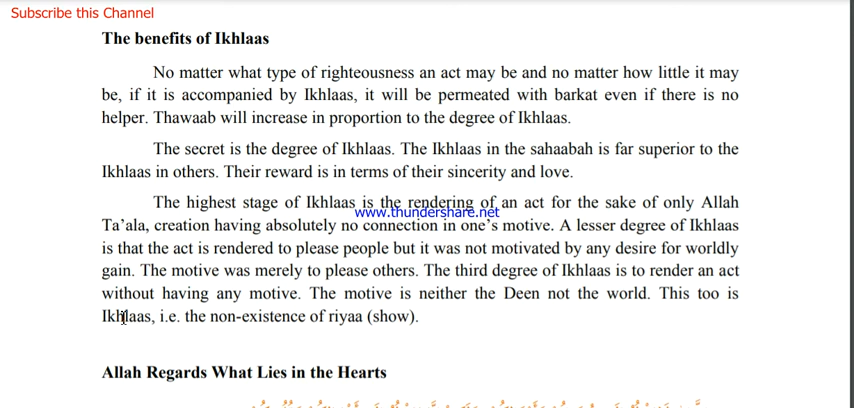 Subscribe this Channel
The benefits of Ikhlaas
No matter what type of righteousness an act may be and no matter how little it may
be, if it is accompanied by Ikhlaas, it will be permeated with barkat even if there is no
helper. Thawaab will increase in proportion to the degree of Ikhlaas.
The secret is the degree of Ikhlaas. The Ikhlaas in the sahaabah is far superior to the
Ikhlaas in others. Their reward is in terms of their sincerity and love.
The highest stage of Ikhlaas is the rendering of an act for the sake of only Allah
www.thundershare.net
Ta’ala, creation having absolutely no connection in one’s motive. A lesser degree of Ikhlaas
is that the act is rendered to please people but it was not motivated by any desire for worldly
gain. The motive was merely to please others. The third degree of Ikhlaas is to render an act
without having any motive. The motive is neither the Deen not the world. This too is
Ikhlaas, i.e. the non-existence of riyaa (show).
Allah Regards What Lies in the Hearts